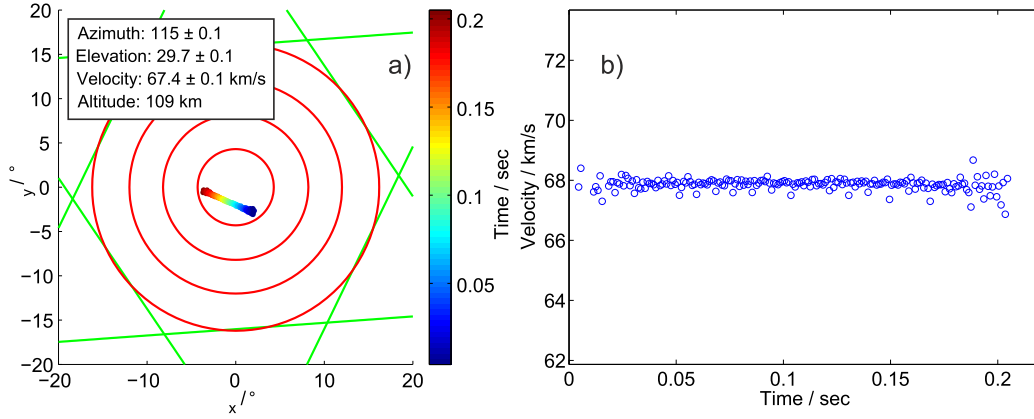 Azimuth: 115 ± 0.1
Elevation: 29.7 ± 0.1
Velocity: 67.4 ± 0.1 km/s
Altitude: 109 km
a)
20
15
10
5
0
−5
−10
−15
−20
y / °
−20
−10
0
10
20
x / °
0.2
0.15
0.1
0.05
Time / sec
b)
72
70
68
66
64
62
Velocity / km/s
0
0.05
0.1
0.15
0.2
Time / sec